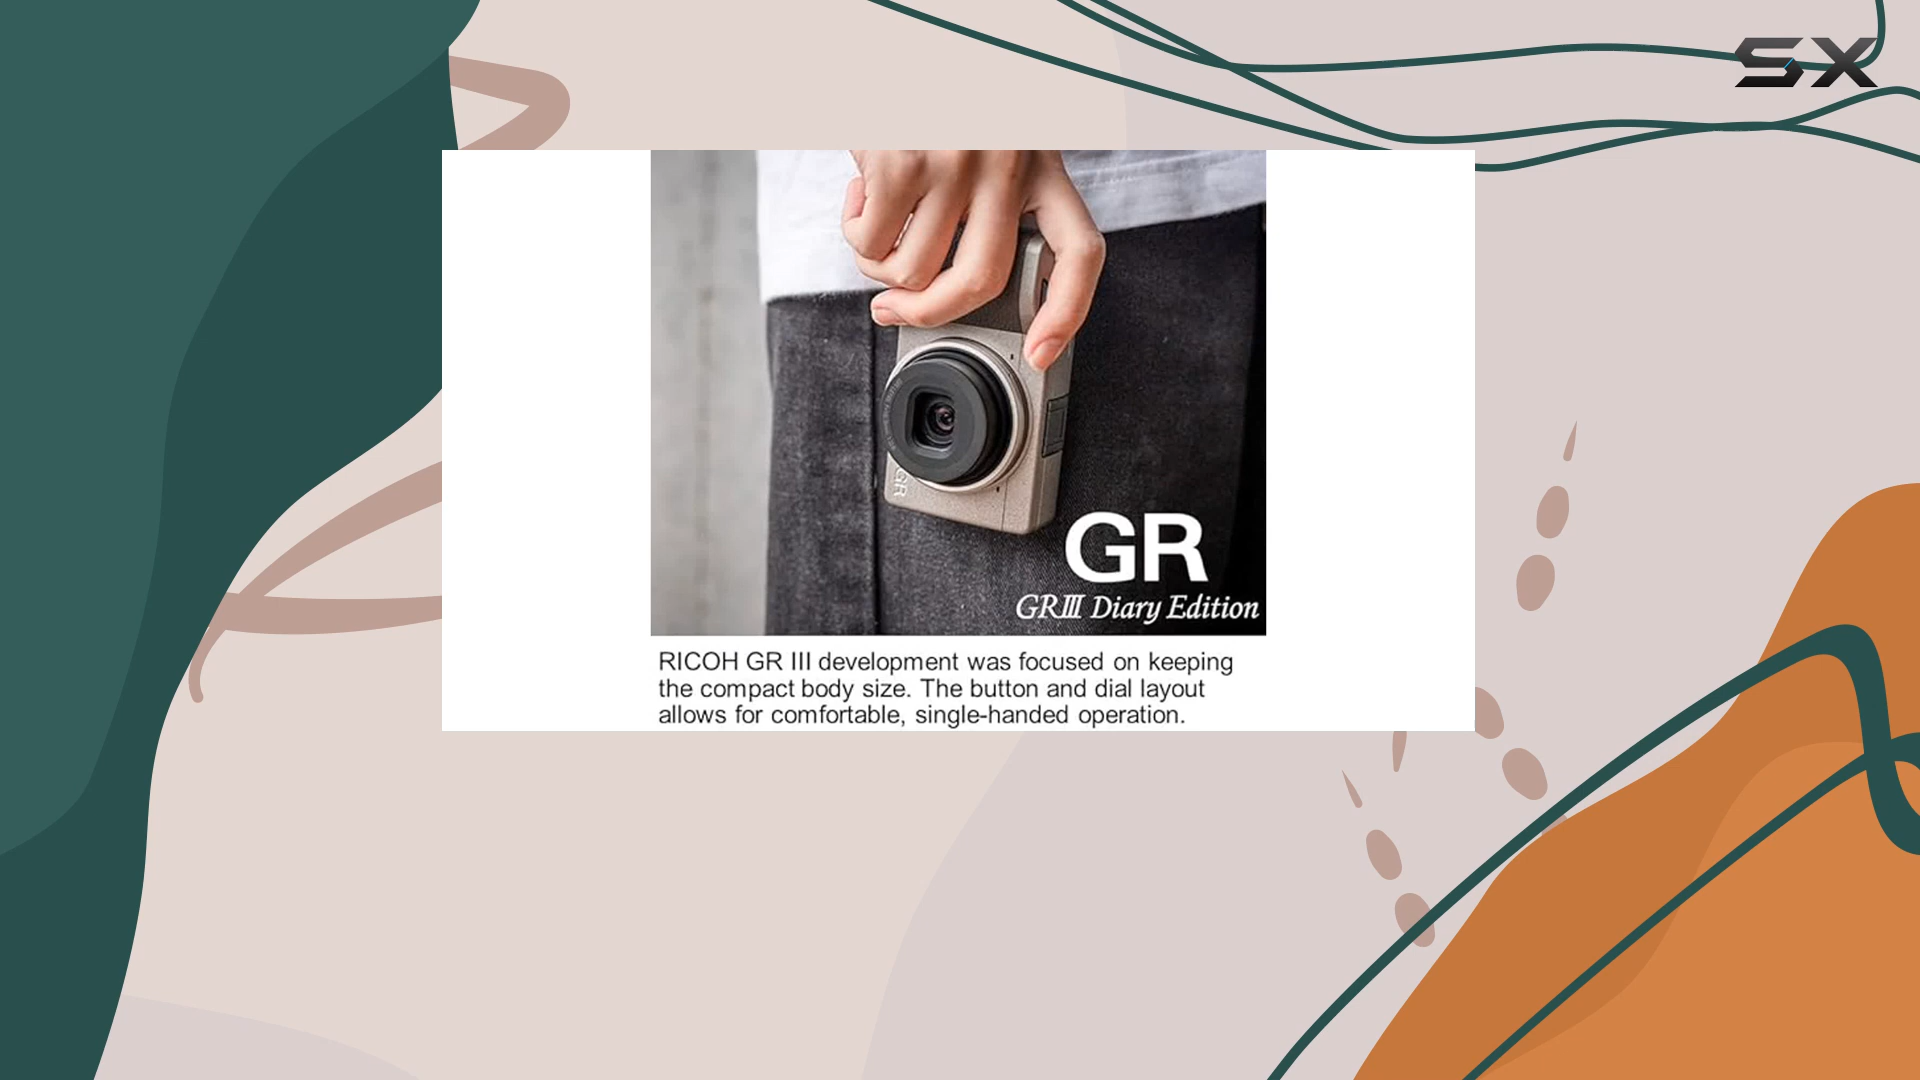 SX
GR
GR
GRIII Diary Edition
RICOH GR III development was focused on keeping
the compact body size. The button and dial layout
allows for comfortable, single-handed operation.